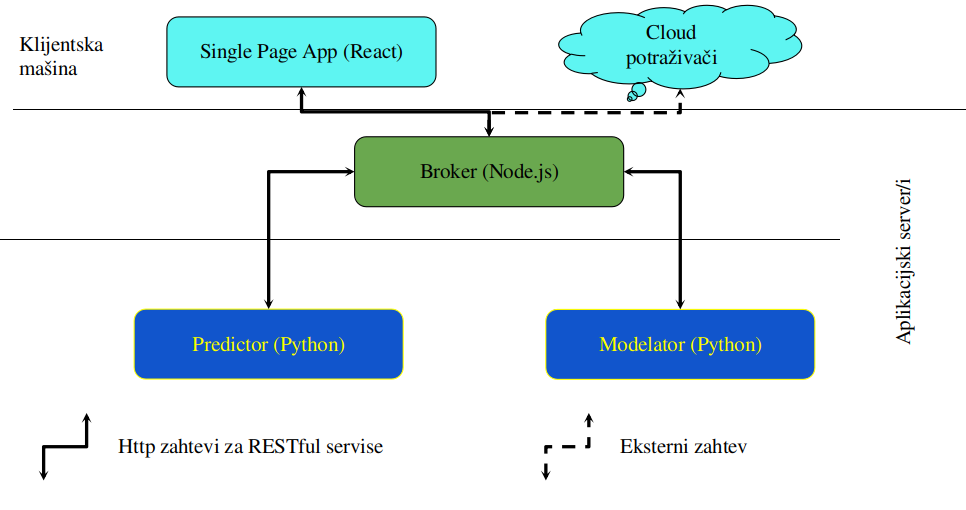 Klijentska
mašina
Single Page App (React)
Cloud
potraživači
Broker (Node.js)
Aplikacijski server/i
Predictor (Python)
Modelator (Python)
Http zahtevi za RESTful servise
Eksterni zahtev